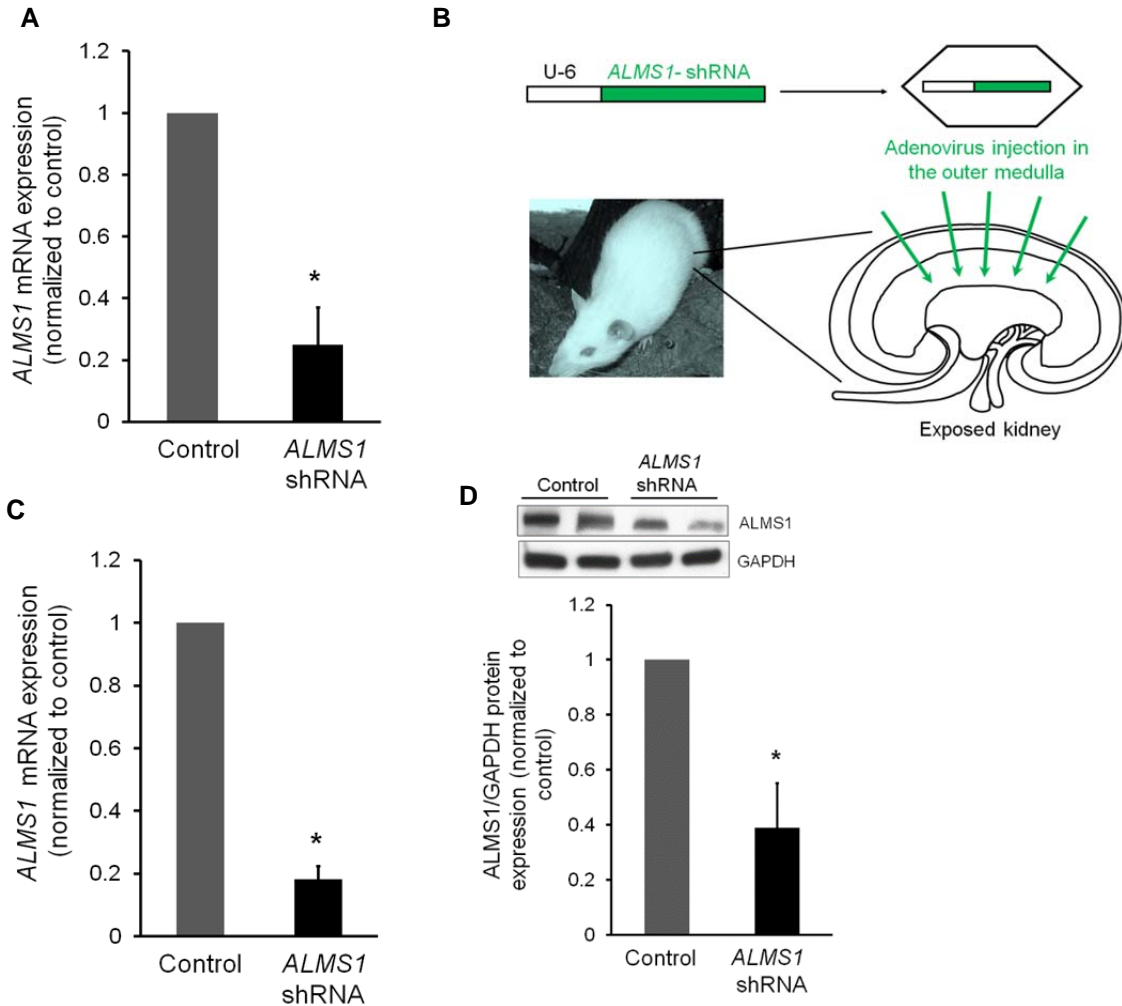 A
1.2
1
0.8
0.6
0.4
0.2
0
ALMS1 mRNA expression
(normalized to control)
*
Control
ALMS1
shRNA
B
U-6
ALMS1- shRNA
Adenovirus injection in
the outer medulla
Exposed kidney
C
1.2
1
0.8
0.6
0.4
0.2
0
ALMS1 mRNA expression
(normalized to control)
*
Control
ALMS1
shRNA
D
Control
ALMS1
shRNA
ALMS1
GAPDH
1.2
1
0.8
0.6
0.4
0.2
0
ALMS1/GAPDH protein
expression (normalized to
control)
*
Control
ALMS1
shRNA